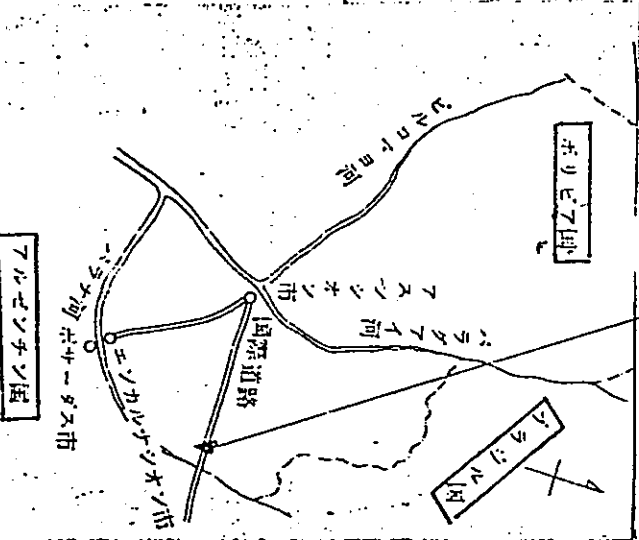 ボリビア国
ピルコマヨ河
アスンシオン市
パラグアイ河
国際道路
ブラジル国
パラナ河
ポサーダス市
エンカルナシオン市
アルゼンチン国